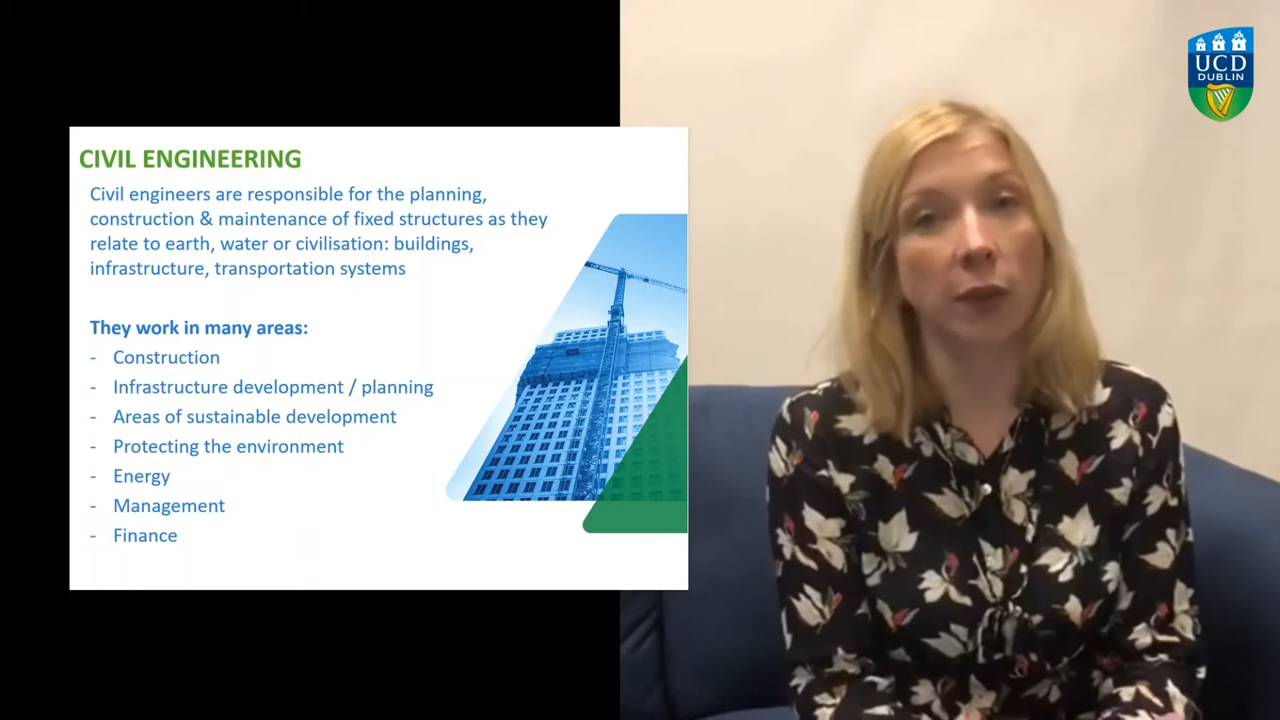 CIVIL ENGINEERING
Civil engineers are responsible for the planning,
construction & maintenance of fixed structures as they
relate to earth, water or civilisation: buildings,
infrastructure, transportation systems
They work in many areas:
- Construction
- Infrastructure development / planning
- Areas of sustainable development
- Protecting the environment
- Energy
- Management
- Finance
UCD
DUBLIN